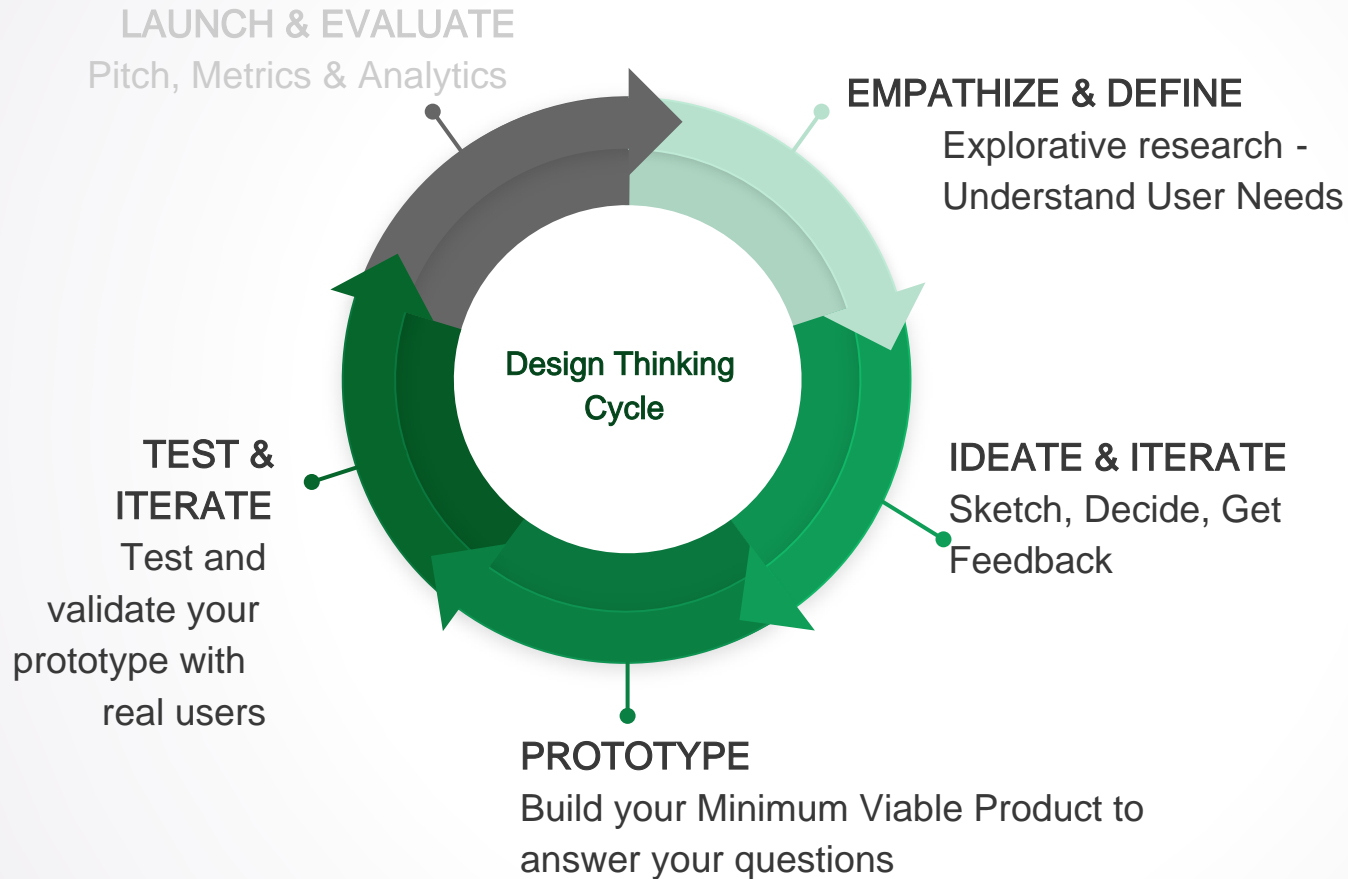 LAUNCH & EVALUATE
Pitch, Metrics & Analytics
EMPATHIZE & DEFINE
Explorative research -
Understand User Needs
Design Thinking
Cycle
IDEATE & ITERATE
Sketch, Decide, Get
Feedback
TEST &
ITERATE
Test and
validate your
prototype with
real users
PROTOTYPE
Build your Minimum Viable Product to
answer your questions